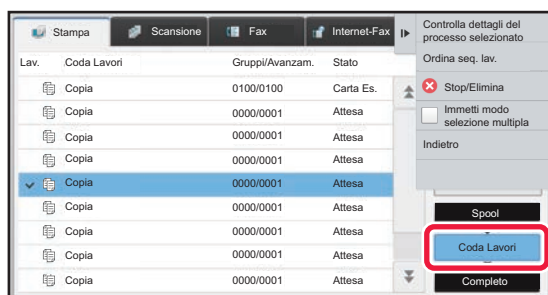 Stampa Scansione Fax Internet-Fax
Lav. Coda Lavori Gruppi/Avanzam. Stato
Copia 0100/0100 Carta Es.
Copia 0000/0001 Attesa
Copia 0000/0001 Attesa
Copia 0000/0001 Attesa
Copia 0000/0001 Attesa
Copia 0000/0001 Attesa
Copia 0000/0001 Attesa
Copia 0000/0001 Attesa
Copia 0000/0001 Attesa
Controlla dettagli del
processo selezionato
Ordina seq. lav.
Stop/Elimina
Immetti modo
selezione multipla
Indietro
Spool
Coda Lavori
Completo